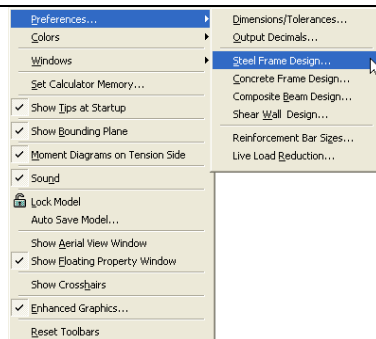 Preferences...
Colors
Windows
Set Calculator Memory...
Show Tips at Startup
Show Bounding Plane
Moment Diagrams on Tension Side
Sound
Lock Model
Auto Save Model...
Show Aerial View Window
Show Floating Property Window
Show Crosshairs
Enhanced Graphics...
Reset Toolbars
Dimensions/Tolerances...
Output Decimals...
Steel Frame Design...
Concrete Frame Design...
Composite Beam Design...
Shear Wall Design...
Reinforcement Bar Sizes...
Live Load Reduction...